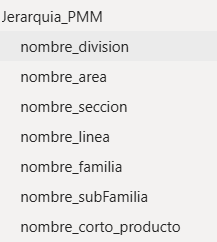 Jerarquia_PMM
nombre_division
nombre_area
nombre_seccion
nombre_linea
nombre_familia
nombre_subFamilia
nombre_corto_producto